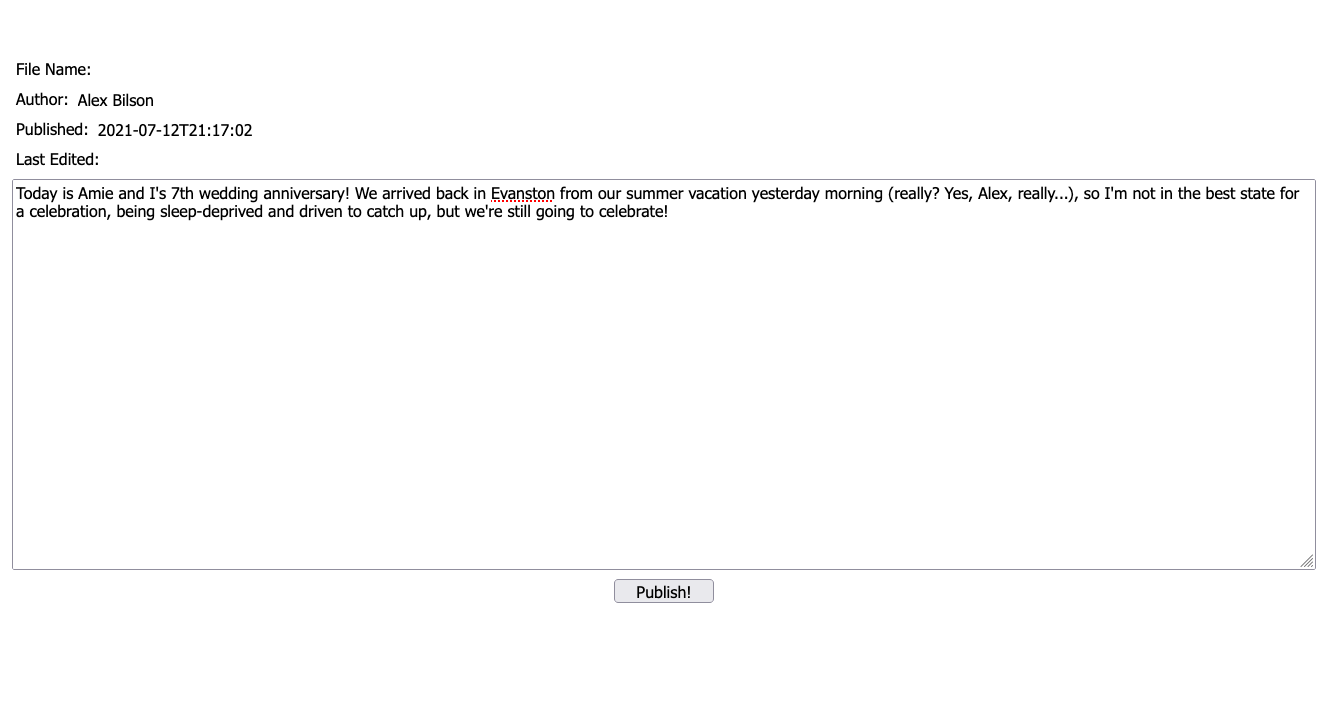 File Name:
Author: Alex Bilson
Published: 2021-07-12T21:17:02
Last Edited:
Today is Amie and I's 7th wedding anniversary! We arrived back in Evanston from our summer vacation yesterday morning (really? Yes, Alex, really...), so I'm not in the best state for
a celebration, being sleep-deprived and driven to catch up, but we're still going to celebrate!
Publish!